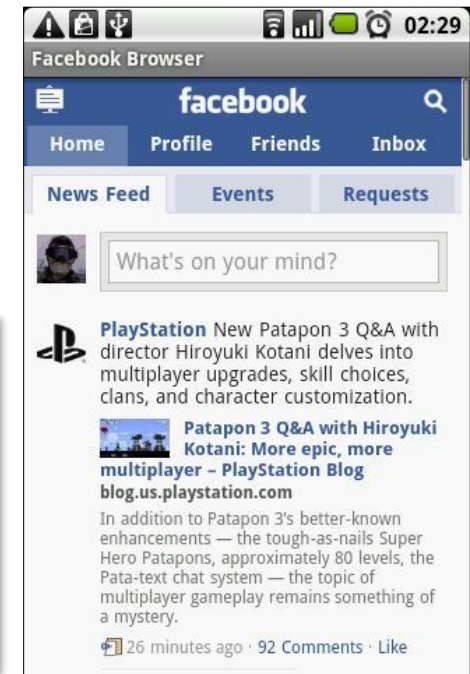 02:29
Facebook Browser
facebook
Home Profile Friends Inbox
News Feed Events Requests
What's on your mind?
PlayStation New Patapon 3 Q&A with
director Hiroyuki Kotani delves into
multiplayer upgrades, skill choices,
clans, and character customization.
Patapon 3 Q&A with Hiroyuki
Kotani: More epic, more
multiplayer – PlayStation Blog
blog.us.playstation.com
In addition to Patapon 3's better-known
enhancements — the tough-as-nails Super
Hero Patapons, approximately 80 levels, the
Pata-text chat system — the topic of
multiplayer gameplay remains something of
a mystery.
26 minutes ago · 92 Comments · Like